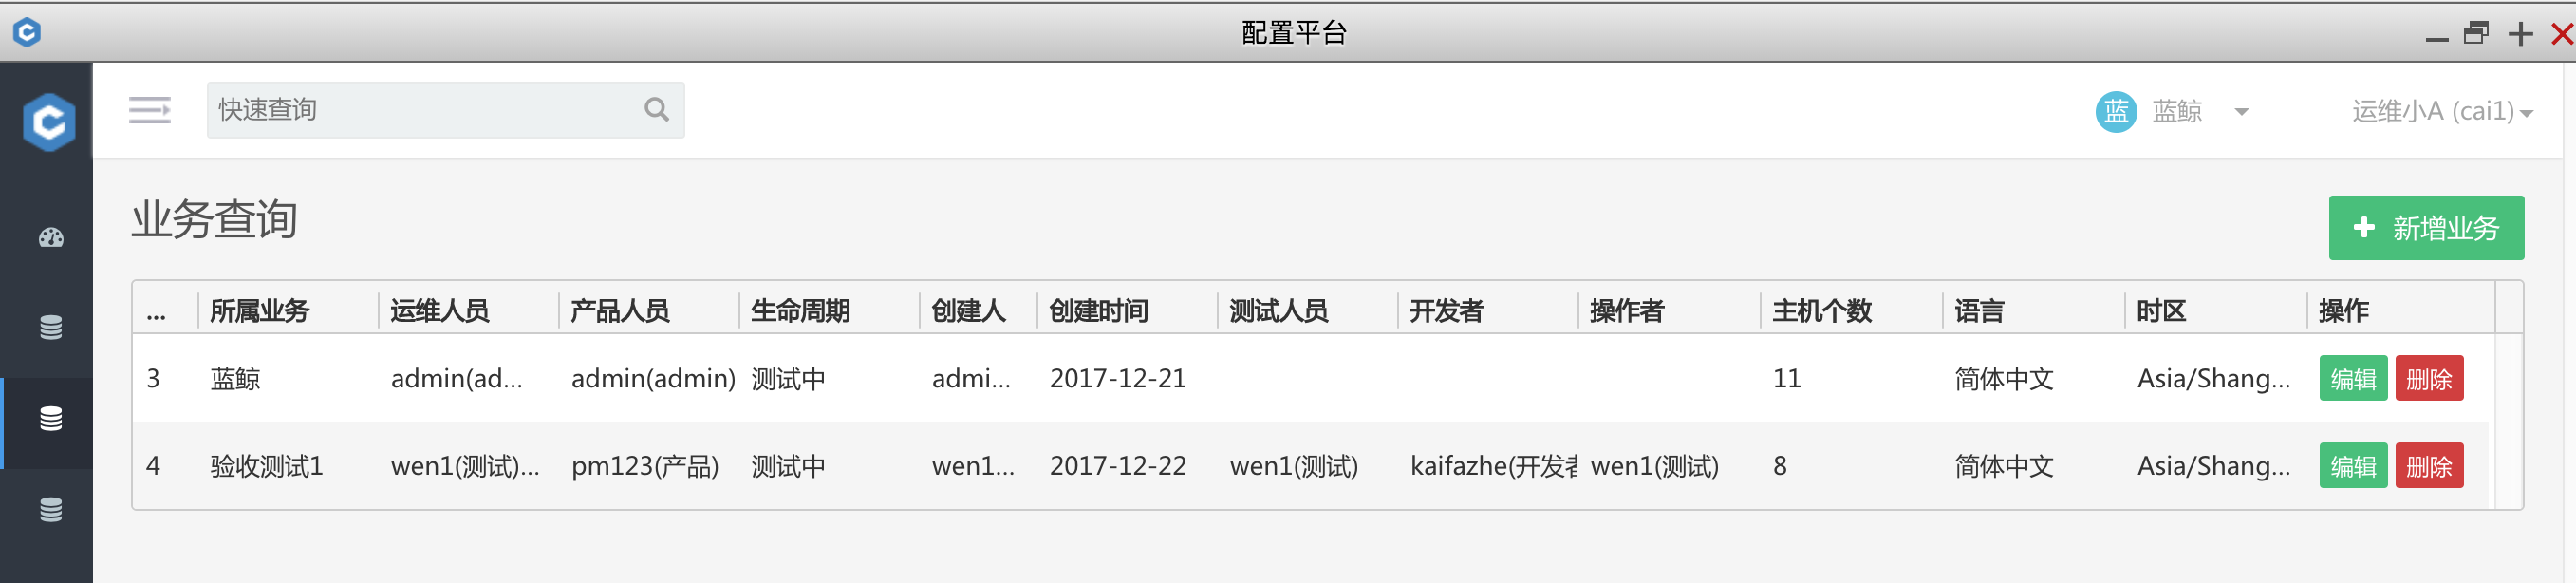 配置平台
快速查询 蓝 蓝鲸 运维小A (cai1)
业务查询 新增业务
... 所属业务 运维人员 产品人员 生命周期 创建人 创建时间 测试人员 开发者 操作者 主机个数 语言 时区 操作
3 蓝鲸 admin(ad... admin(admin) 测试中 admi... 2017-12-21 11 简体中文 Asia/Shang... 编辑 删除
4 验收测试1 wen1(测试)... pm123(产品) 测试中 wen1... 2017-12-22 wen1(测试) kaifazhe(开发者 wen1(测试) 8 简体中文 Asia/Shang... 编辑 删除